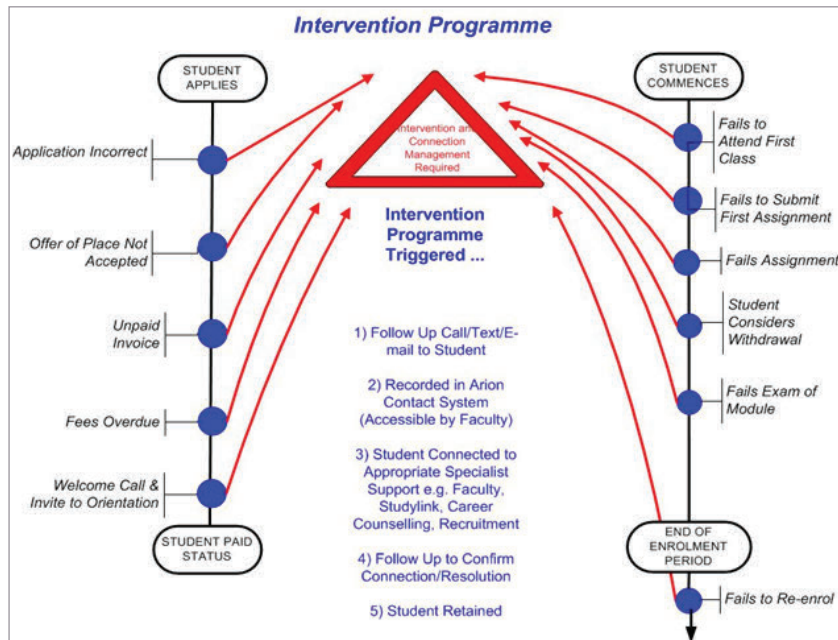 Intervention Programme
STUDENT
APPLIES
Application Incorrect
Offer of Place Not
Accepted
Unpaid
Invoice
Fees Overdue
Welcome Call &
Invite to Orientation
STUDENT PAID
STATUS
Intervention and
Connection
Management
Required
Intervention
Programme
Triggered ...
1) Follow Up Call/Text/E-
mail to Student
2) Recorded in Arion
Contact System
(Accessible by Faculty)
3) Student Connected to
Appropriate Specialist
Support e.g. Faculty,
Studylink, Career
Counselling, Recruitment
4) Follow Up to Confirm
Connection/Resolution
5) Student Retained
STUDENT
COMMENCES
Fails to
Attend First
Class
Fails to Submit
First Assignment
Fails Assignment
Student
Considers
Withdrawal
Fails Exam of
Module
END OF
ENROLMENT
PERIOD
Fails to Re-enrol